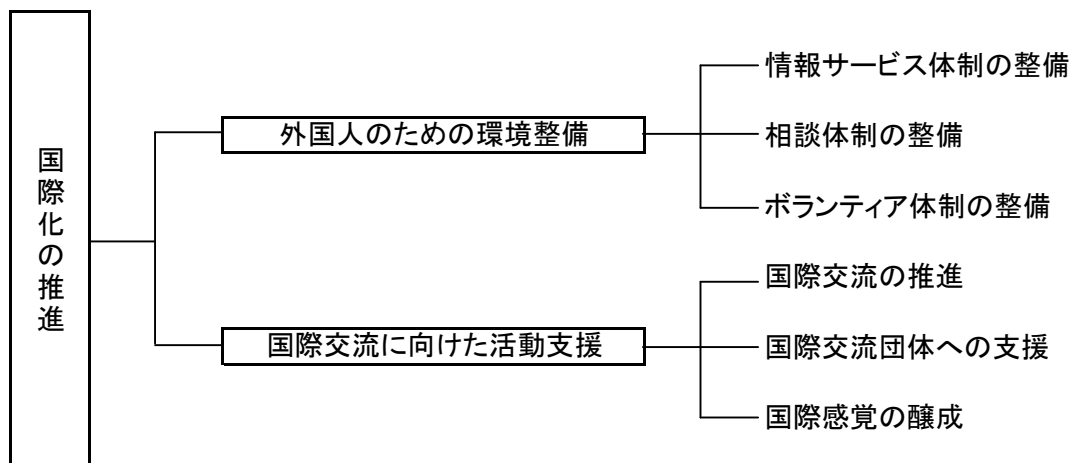 国際化の推進
外国人のための環境整備
情報サービス体制の整備
相談体制の整備
ボランティア体制の整備
国際交流に向けた活動支援
国際交流の推進
国際交流団体への支援
国際感覚の醸成